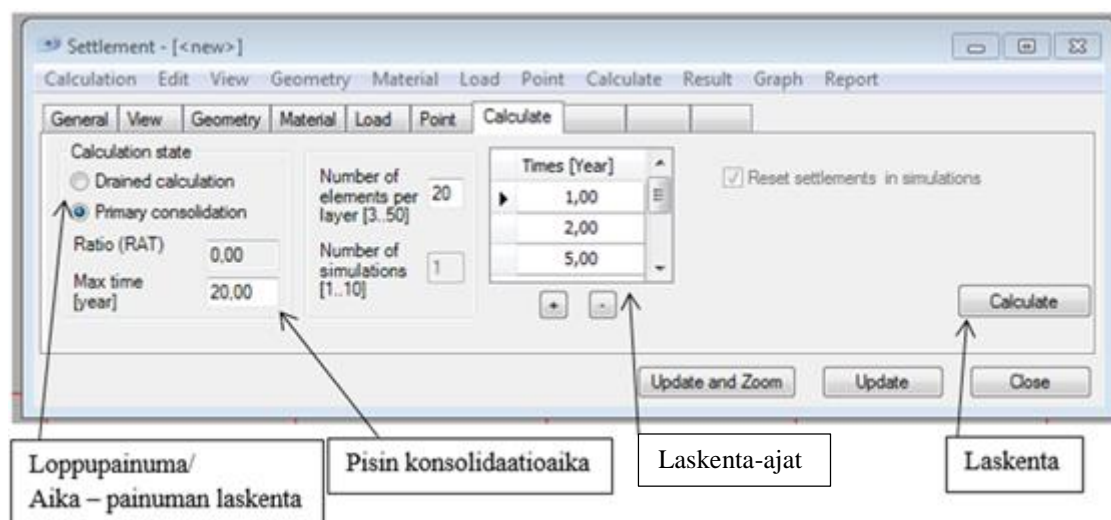 Settlement - [<new>]
Calculation Edit View Geometry Material Load Point Calculate Result Graph Report
General View Geometry Material Load Point Calculate
Calculation state
Drained calculation
Primary consolidation
Ratio (RAT) 0,00
Max time
[year] 20,00
Number of
elements per
layer [3..50] 20
Number of
simulations
[1..10] 1
Times [Year]
1,00
2,00
5,00
+ -
Reset settlements in simulations
Calculate
Update and Zoom Update Close
Loppupainuma/
Aika – painuman laskenta
Pisin konsolidaatioaika
Laskenta-ajat
Laskenta